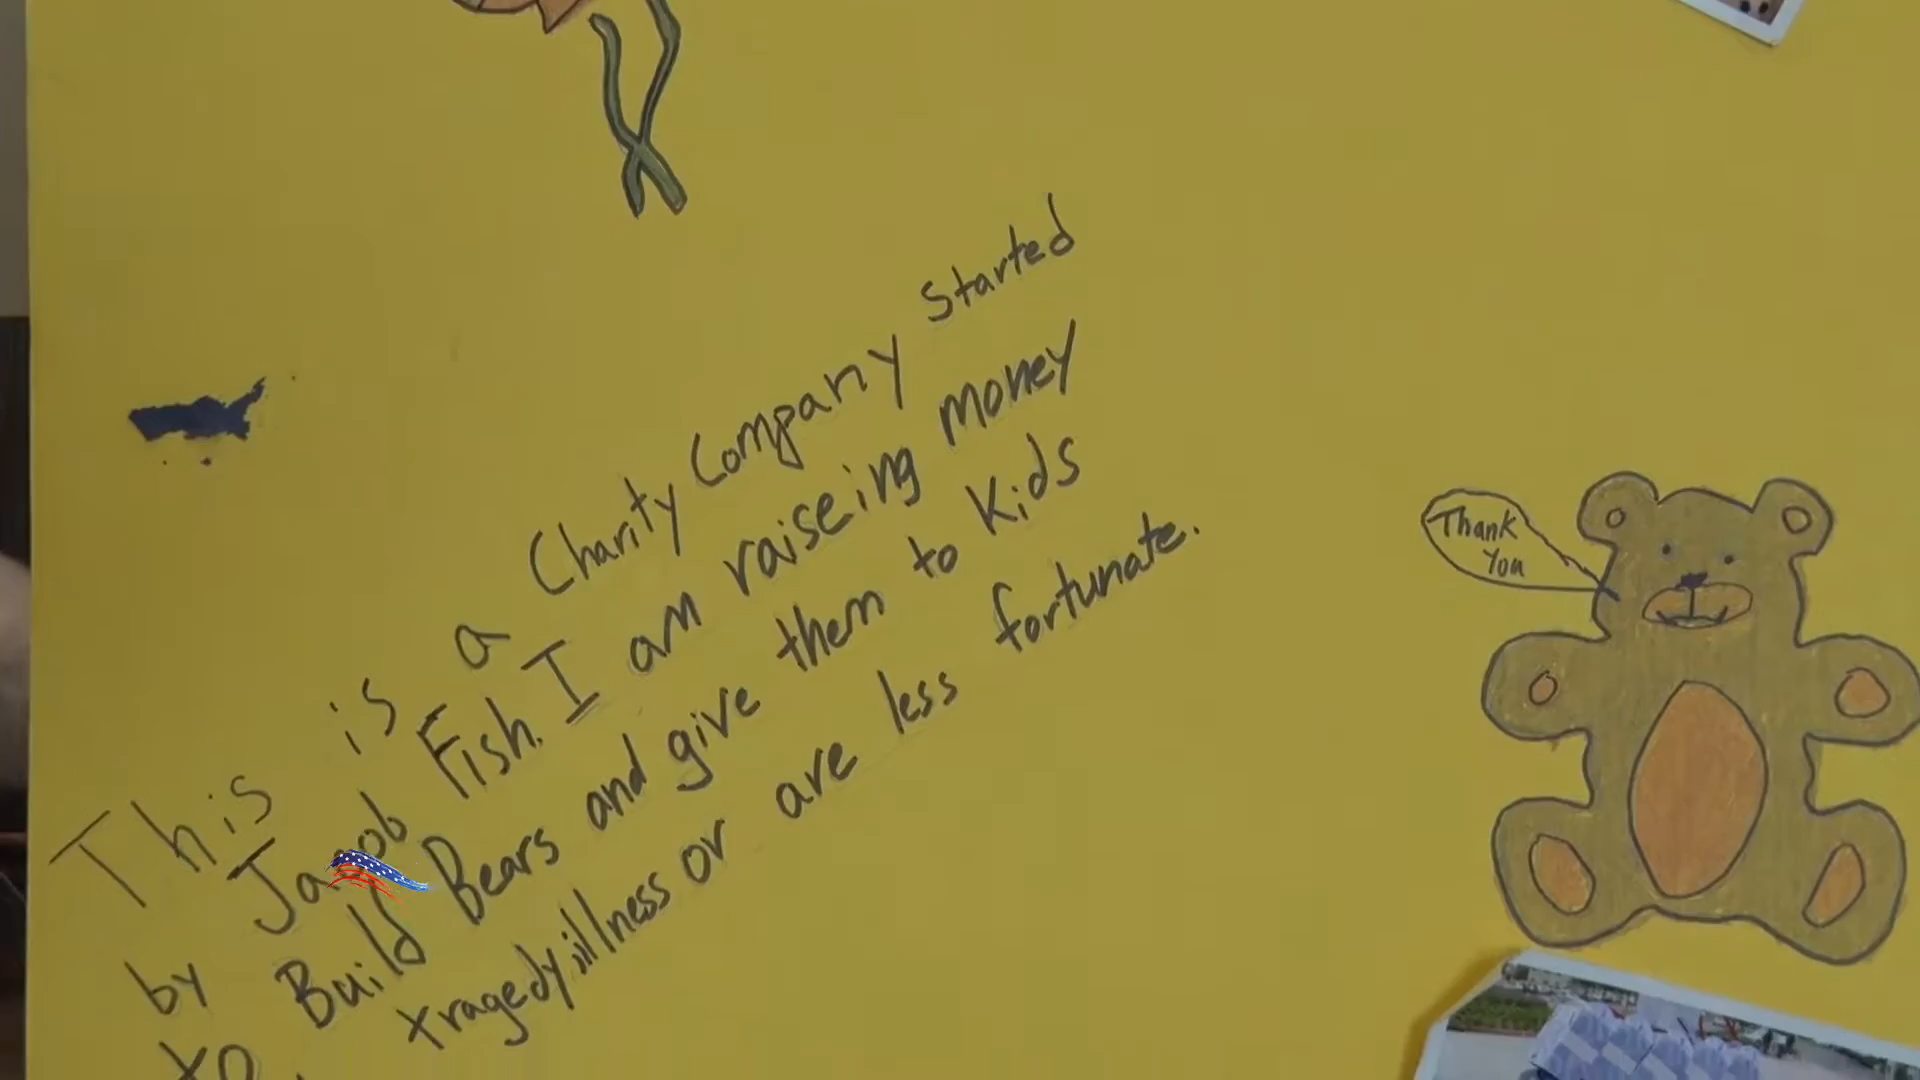 This is a Charity Company started
by Jacob Fish. I am raiseing money
to Build Bears and give them to Kids
tragedy, illness or are less fortunate.
Thank
You